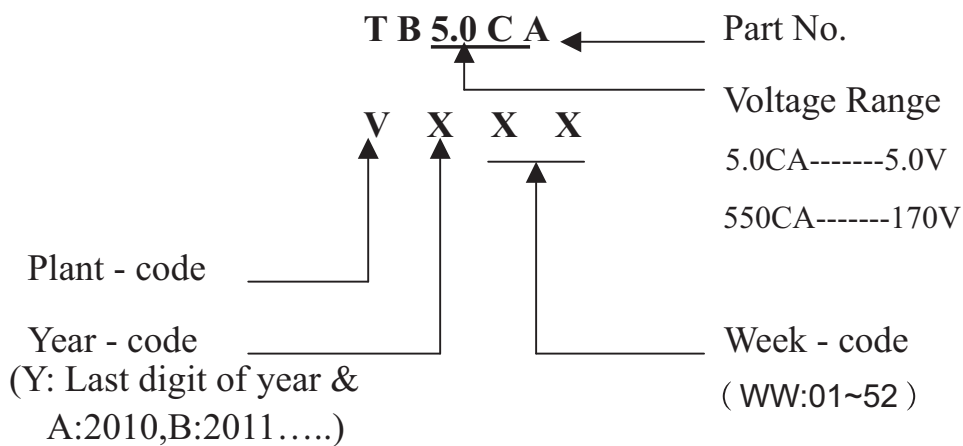 T B 5.0 C A
Part No.
Voltage Range
V X X X
5.0CA-------5.0V
550CA-------170V
Plant - code
Year - code
Week - code
(Y: Last digit of year &
（WW:01~52）
A:2010,B:2011…..)